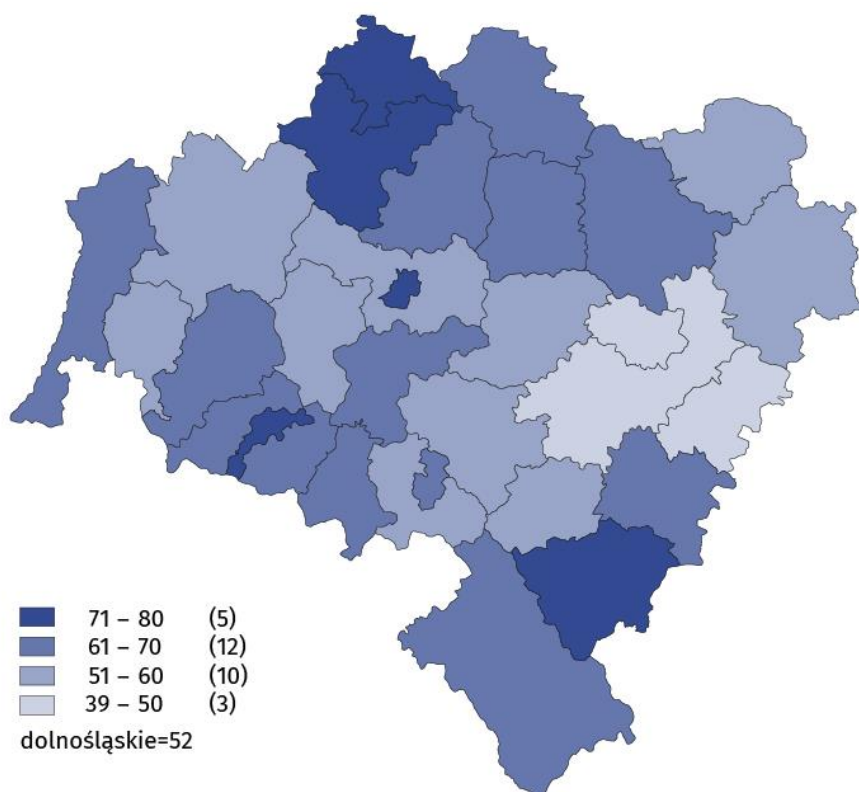 71 – 80 (5)
61 – 70 (12)
51 – 60 (10)
39 – 50 (3)
dolnośląskie=52